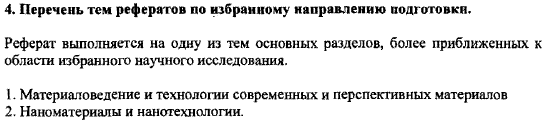 4. Перечень тем рефератов по избранному направлению подготовки.
Реферат выполняется на одну из тем основных разделов, более приближенных к
области избранного научного исследования.
1. Материаловедение и технологии современных и перспективных материалов
2. Наноматериалы и нанотехнологии.